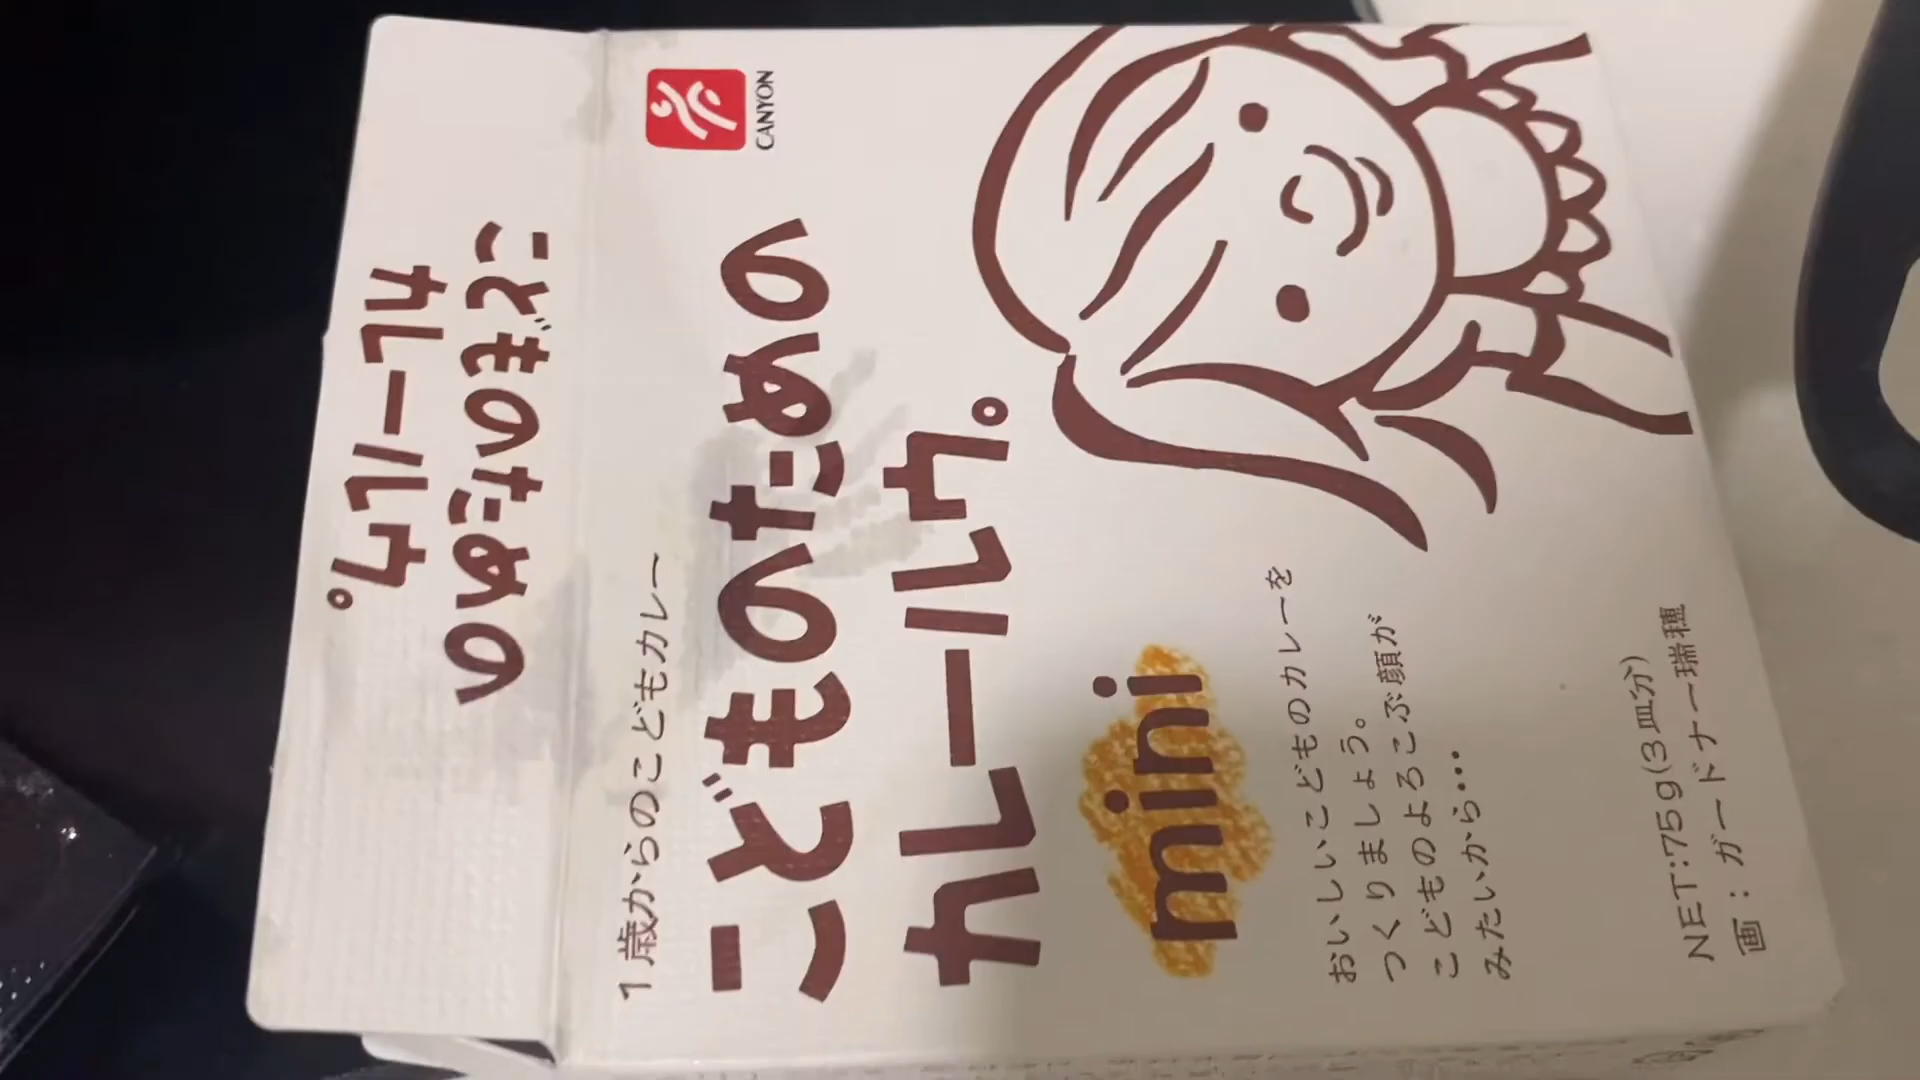 こどものための
カレールウ。
CANYON
1歳からのこどもカレー
こどものための
カレールウ。
mini
おいしいこどものカレーを
つくりましょう。
こどものよろこぶ顔が
みたいから…
NET:75g(3皿分)
画:ガードナー瑞穂